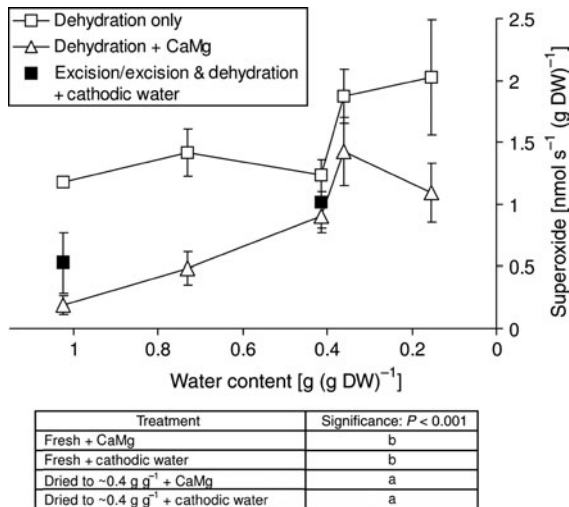 Dehydration only
Dehydration + CaMg
Excision/excision & dehydration
+ cathodic water
2.5
2
1.5
1
0.5
0
Superoxide [nmol s⁻¹ (g DW)⁻¹]
1 0.8 0.6 0.4 0.2 0
Water content [g (g DW)⁻¹]
Treatment Significance: P < 0.001
Fresh + CaMg b
Fresh + cathodic water b
Dried to ~0.4 g g⁻¹ + CaMg a
Dried to ~0.4 g g⁻¹ + cathodic water a